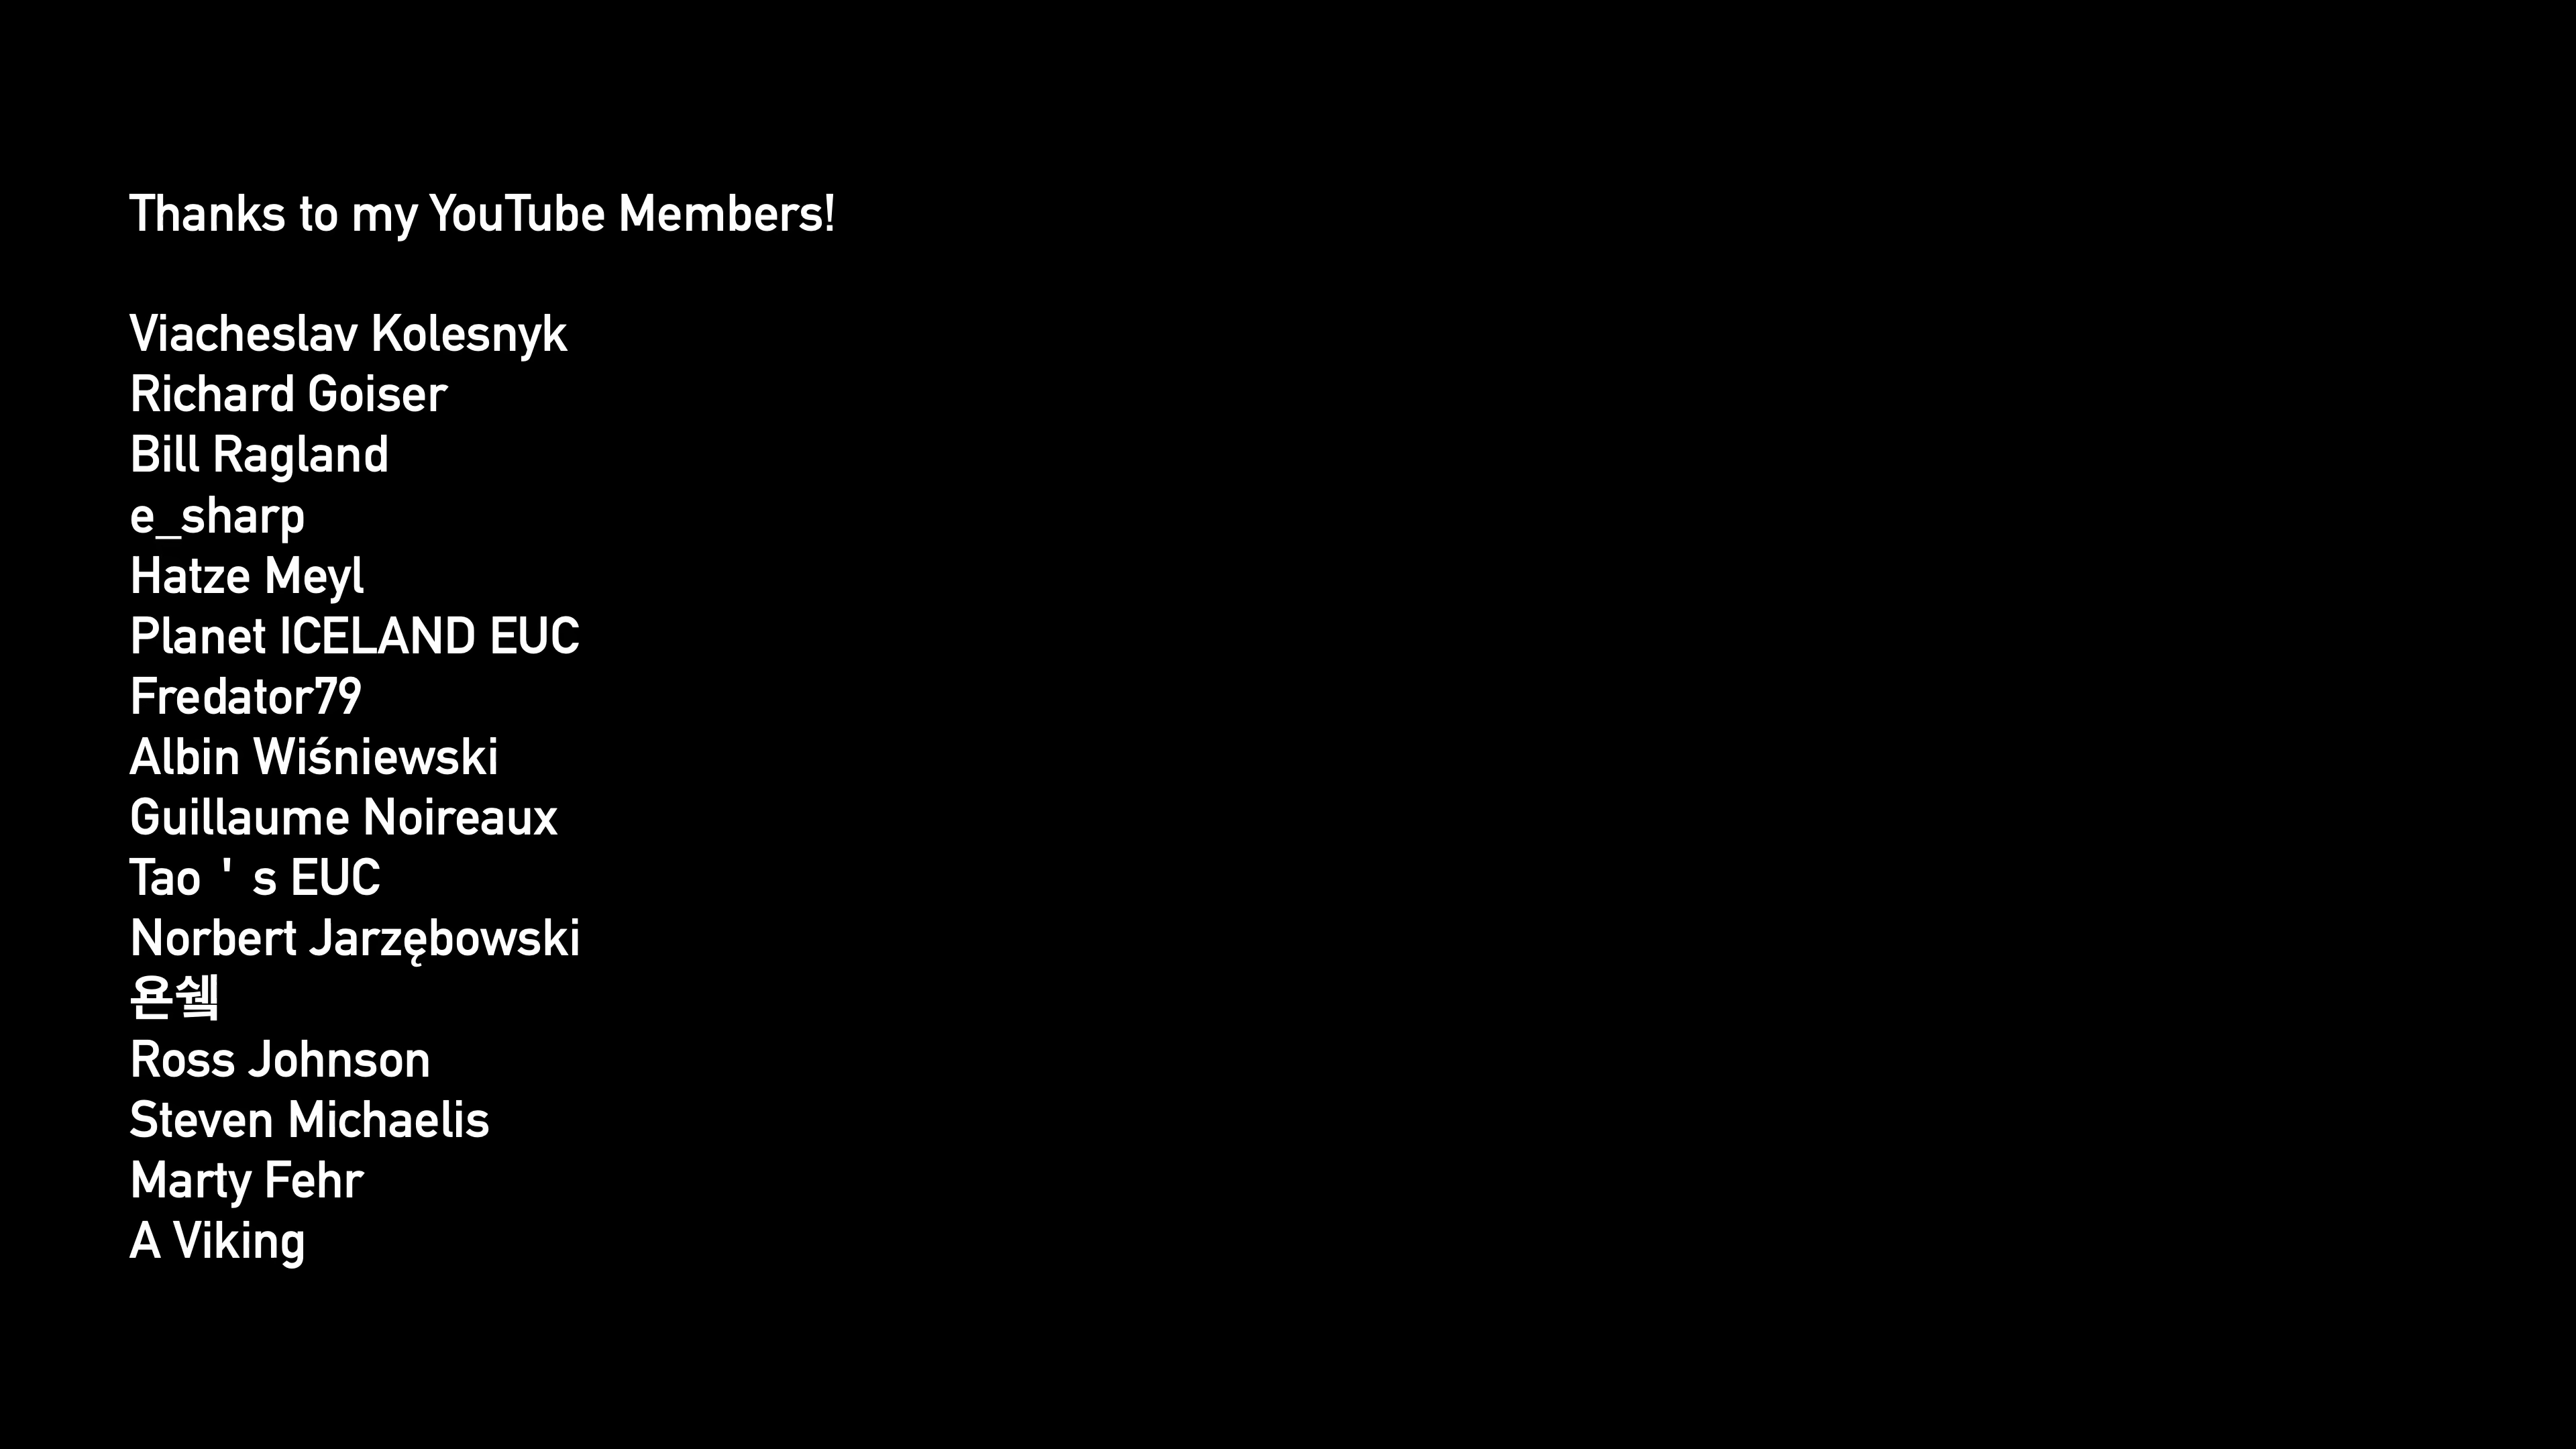 Thanks to my YouTube Members!
Viacheslav Kolesnyk
Richard Goiser
Bill Ragland
e_sharp
Hatze Meyl
Planet ICELAND EUC
Fredator79
Albin Wiśniewski
Guillaume Noireaux
Tao ' s EUC
Norbert Jarzębowski
욘쉘
Ross Johnson
Steven Michaelis
Marty Fehr
A Viking